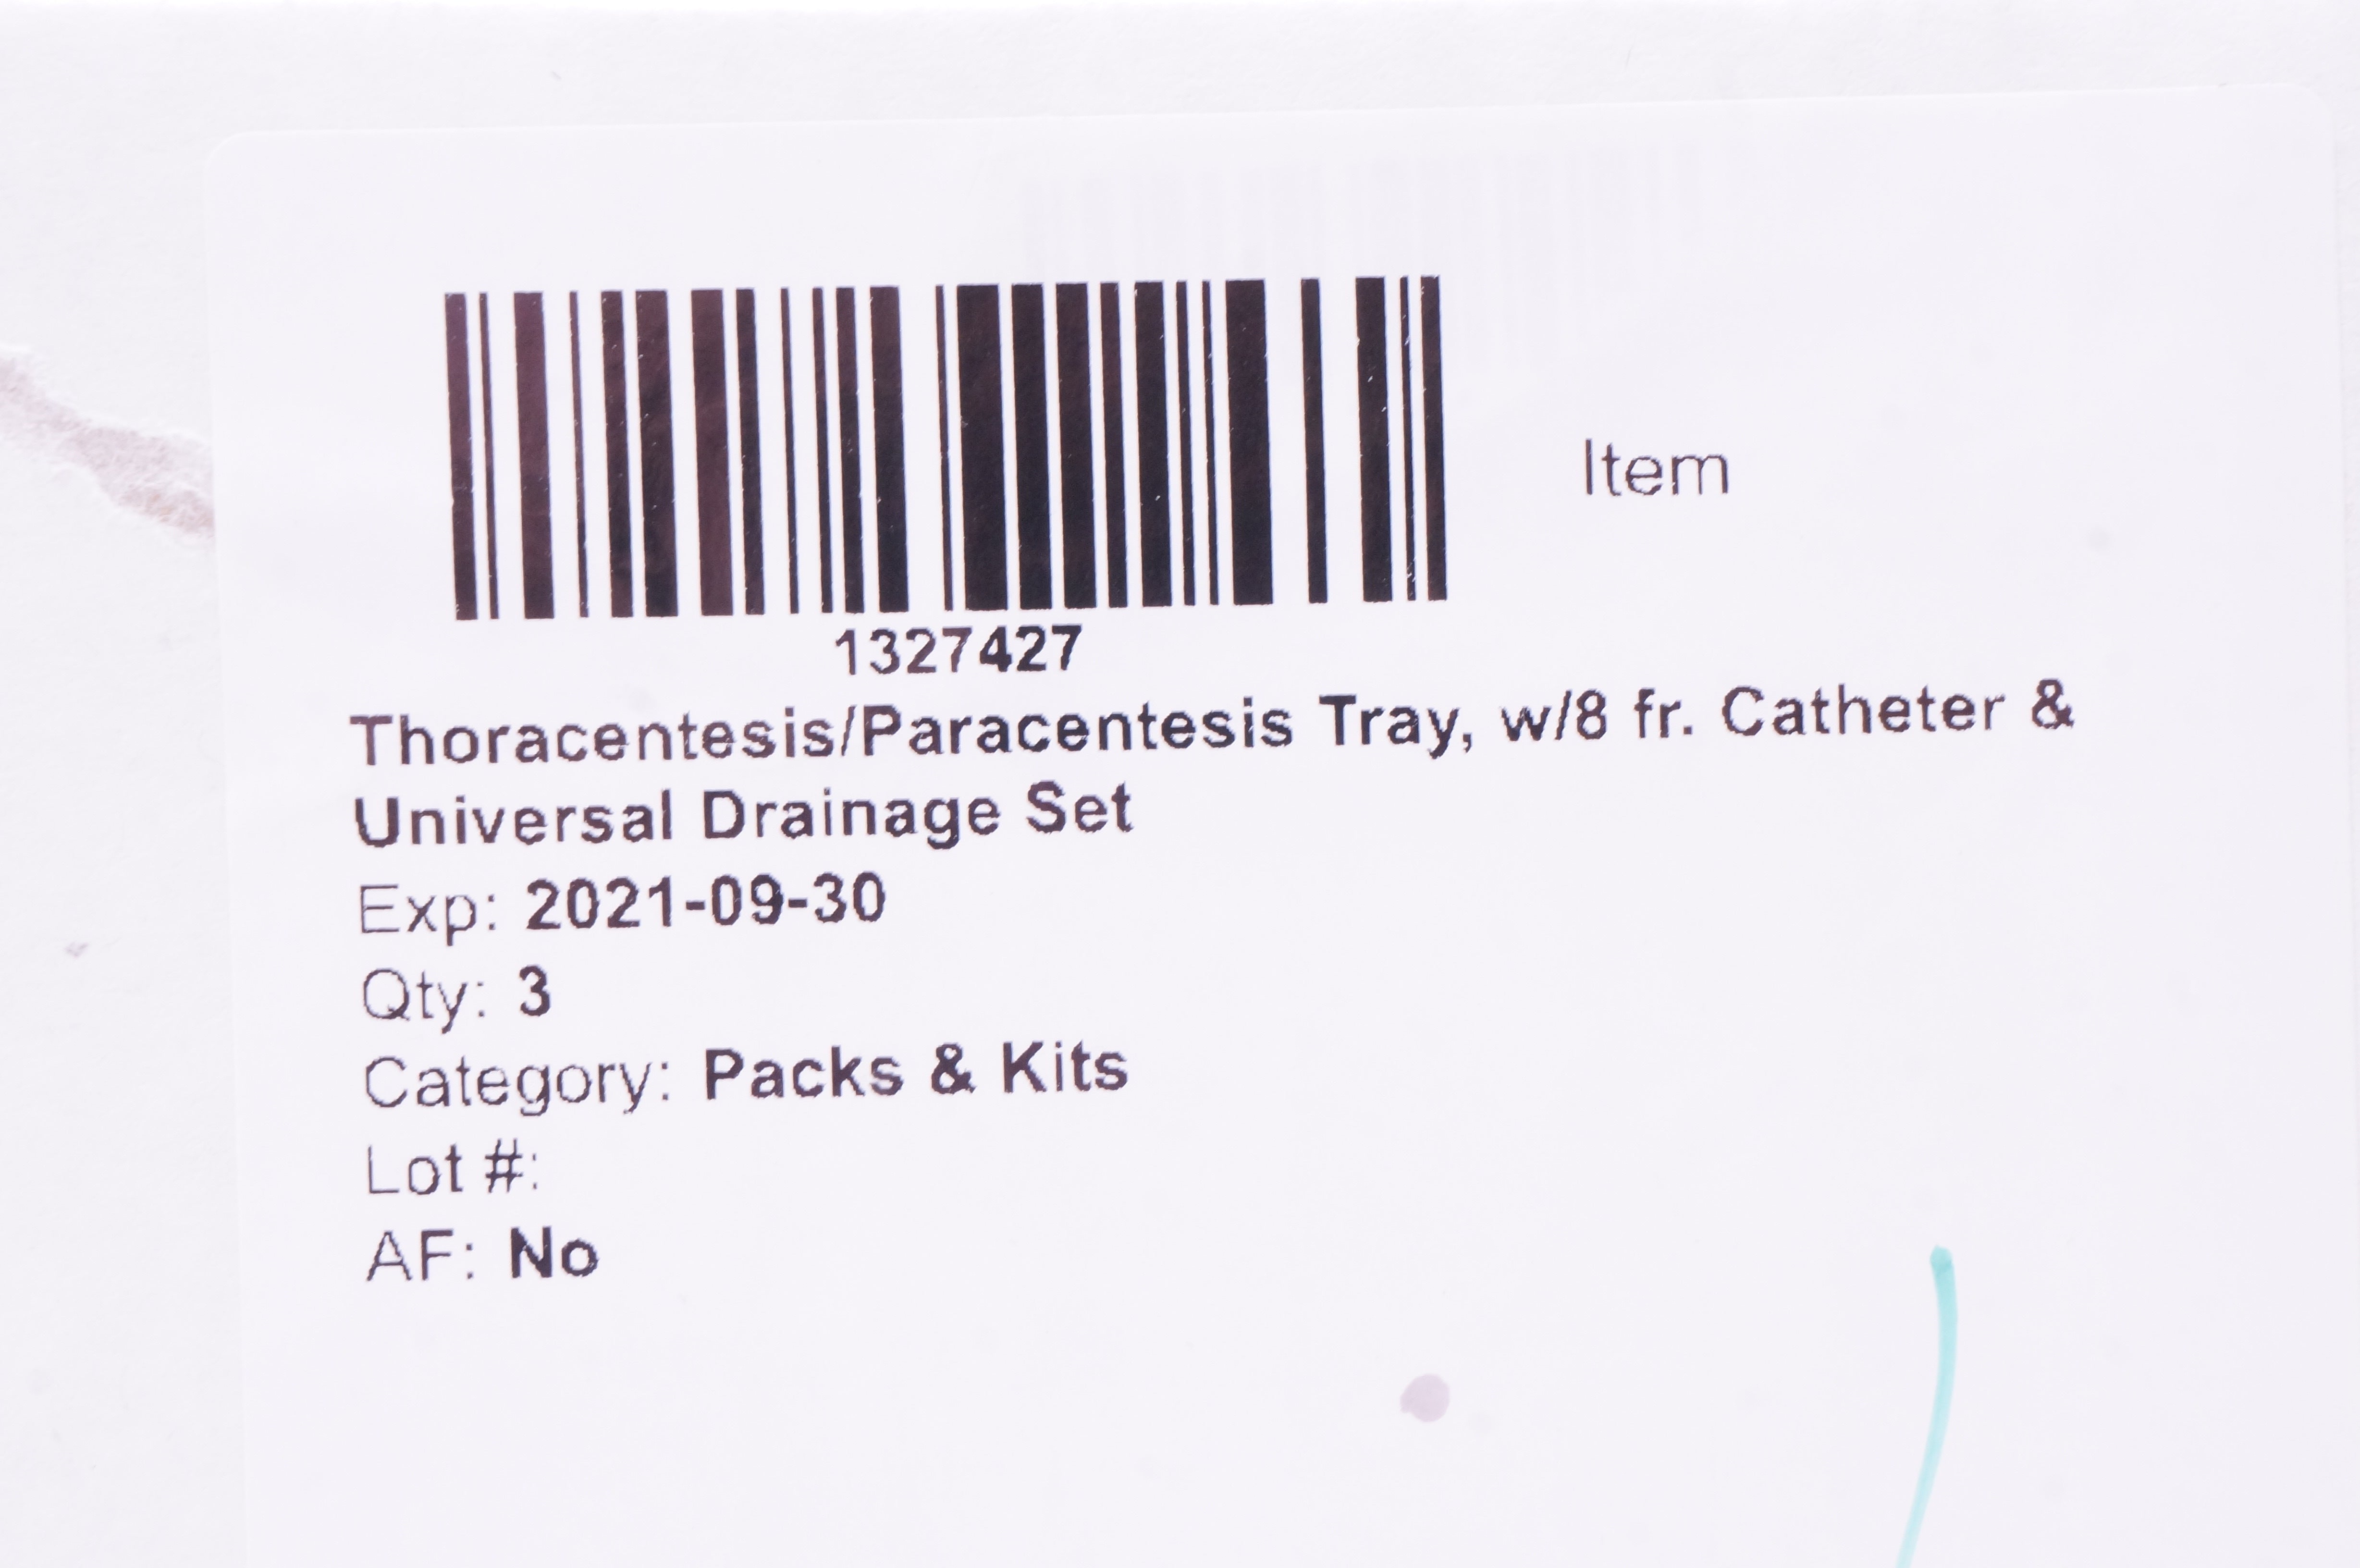 Item
1327427
Thoracentesis/Paracentesis Tray, w/8 fr. Catheter &
Universal Drainage Set
Exp: 2021-09-30
Qty: 3
Category: Packs & Kits
Lot #:
AF: No